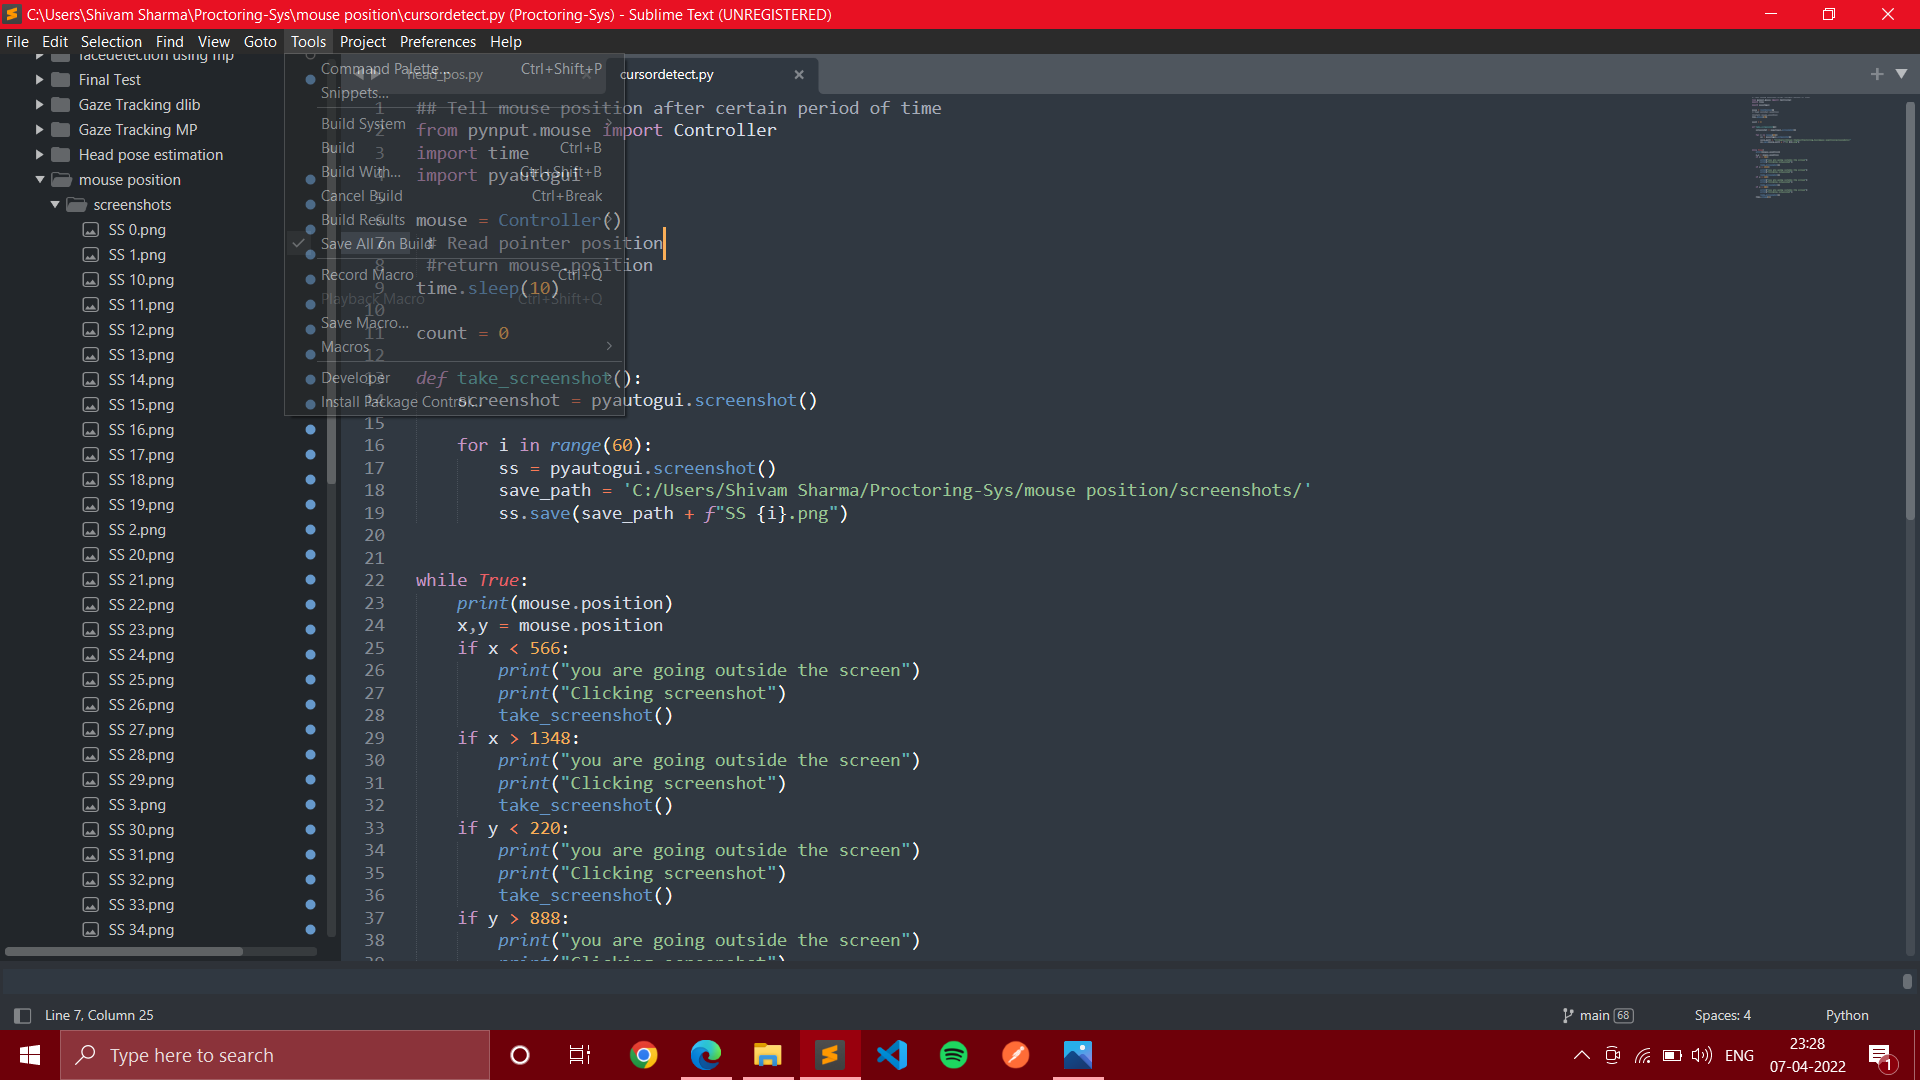 C:\Users\Shivam Sharma\Proctoring-Sys\mouse position\cursordetect.py (Proctoring-Sys) - Sublime Text (UNREGISTERED)
File Edit Selection Find View Goto Tools Project Preferences Help
facedetection using mp
Final Test
Gaze Tracking dlib
Gaze Tracking MP
Head pose estimation
mouse position
screenshots
SS 0.png
SS 1.png
SS 10.png
SS 11.png
SS 12.png
SS 13.png
SS 14.png
SS 15.png
SS 16.png
SS 17.png
SS 18.png
SS 19.png
SS 2.png
SS 20.png
SS 21.png
SS 22.png
SS 23.png
SS 24.png
SS 25.png
SS 26.png
SS 27.png
SS 28.png
SS 29.png
SS 3.png
SS 30.png
SS 31.png
SS 32.png
SS 33.png
SS 34.png
Command Palette... Ctrl+Shift+P
Snippets...
Build System
Build Ctrl+B
Build With... Ctrl+Shift+B
Cancel Build Ctrl+Break
Build Results
Save All on Build
Record Macro Ctrl+Q
Playback Macro Ctrl+Shift+Q
Save Macro...
Macros
Developer
Install Package Control...
head_pos.py
cursordetect.py
1 ## Tell mouse position after certain period of time
2 from pynput.mouse import Controller
3 import time
4 import pyautogui
5
6 mouse = Controller()
7 # Read pointer position
8 #return mouse.position
9 time.sleep(10)
10
11 count = 0
12
13 def take_screenshot():
14 screenshot = pyautogui.screenshot()
15
16 for i in range(60):
17 ss = pyautogui.screenshot()
18 save_path = 'C:/Users/Shivam Sharma/Proctoring-Sys/mouse position/screenshots/'
19 ss.save(save_path + f"SS {i}.png")
20
21
22 while True:
23 print(mouse.position)
24 x,y = mouse.position
25 if x < 566:
26 print("you are going outside the screen")
27 print("Clicking screenshot")
28 take_screenshot()
29 if x > 1348:
30 print("you are going outside the screen")
31 print("Clicking screenshot")
32 take_screenshot()
33 if y < 220:
34 print("you are going outside the screen")
35 print("Clicking screenshot")
36 take_screenshot()
37 if y > 888:
38 print("you are going outside the screen")
39 print("Clicking screenshot")
Line 7, Column 25
main 68
Spaces: 4
Python
Type here to search
ENG
23:28
07-04-2022
1